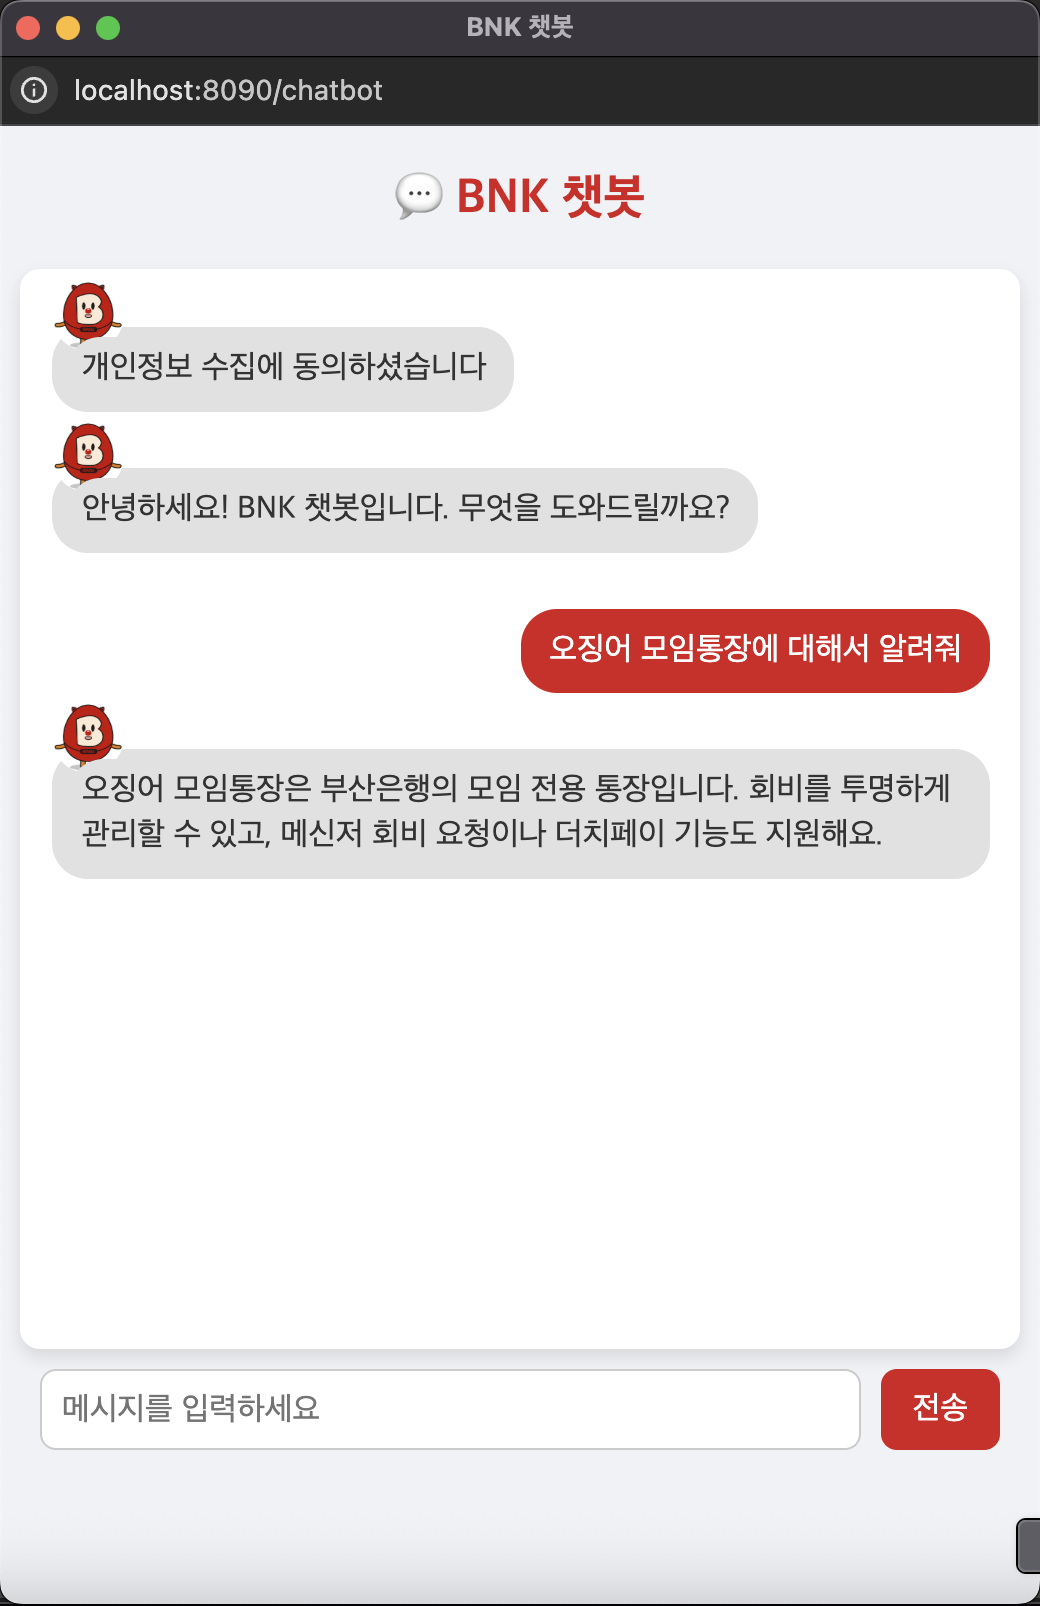 BNK 챗봇
localhost:8090/chatbot
BNK 챗봇
개인정보 수집에 동의하셨습니다
안녕하세요! BNK 챗봇입니다. 무엇을 도와드릴까요?
오징어 모임통장에 대해서 알려줘
오징어 모임통장은 부산은행의 모임 전용 통장입니다. 회비를 투명하게
관리할 수 있고, 메신저 회비 요청이나 더치페이 기능도 지원해요.
메시지를 입력하세요
전송